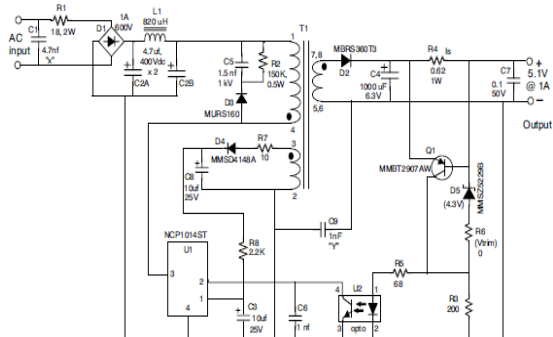 R1
AC
input
C1
18, 2W
4.7nf
"X"
D1
1A
600V
L1
820 uH
4.7uf,
400Vdc
x 2
C2A
C2B
C5
1.5 nf
1 kV
R2
150K,
0.5W
D3
MURS160
T1
1
4
3
2
7,8
5,6
MBRS360T3
D2
C4
1000 uF
6.3V
R4
Is
0.62
1W
C7
0.1
50V
+
5.1V
@ 1A
−
Output
Q1
MMBT2907AW
D5
(4.3V)
MMSZ5229B
R6
(Vtrim)
0
D4
MMSD4148A
R7
10
C8
10uf
25V
C9
1nF
"Y"
NCP1014ST
U1
3
2
1
4
R8
2.2K
C3
10uf
25V
C6
1 nf
U2
4
1
opto
3
2
R5
68
R3
200